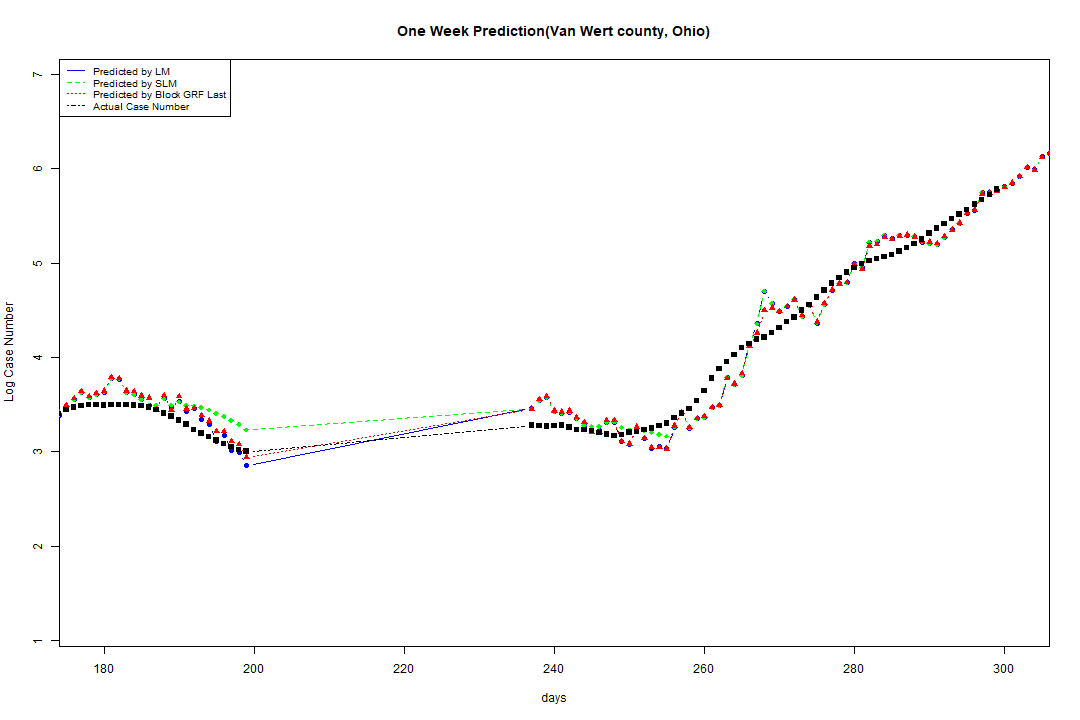 One Week Prediction(Van Wert county, Ohio)
Predicted by LM
Predicted by SLM
Predicted by Block GRF Last
Actual Case Number
7
6
5
4
3
2
1
Log Case Number
180 200 220 240 260 280 300
days